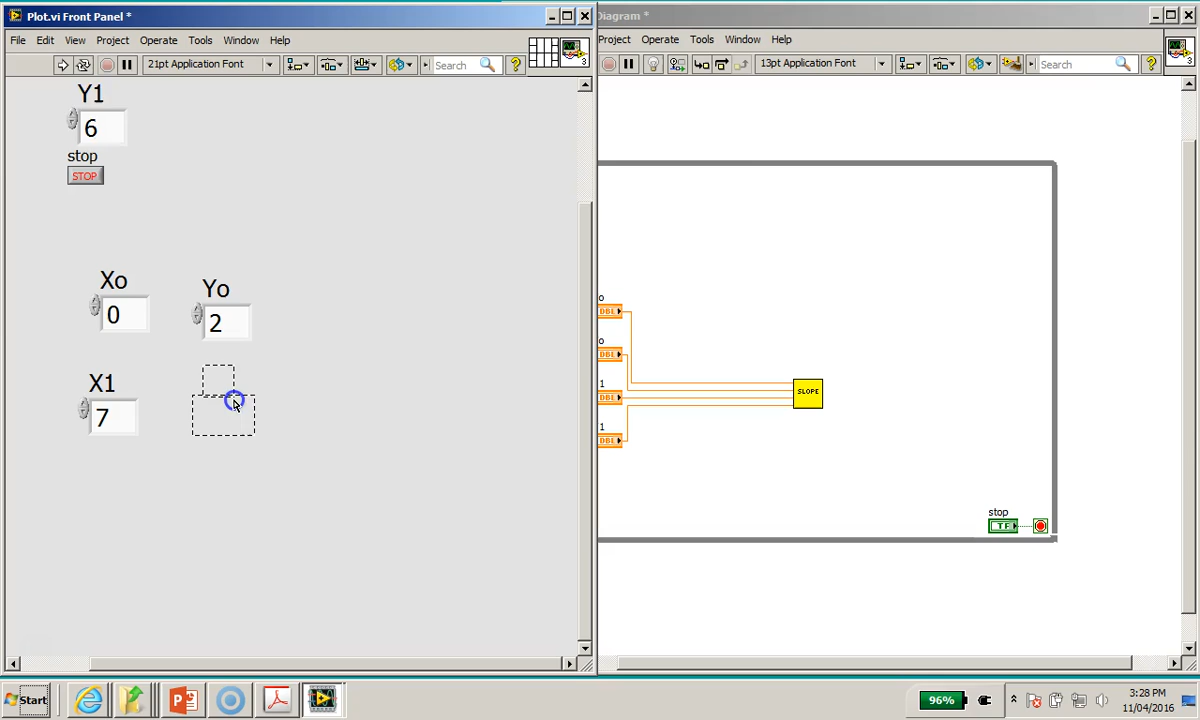 Plot.vi Front Panel *
File Edit View Project Operate Tools Window Help
21pt Application Font
Search
?
3
Y1
6
stop
STOP
Xo
0
Yo
2
X1
7
Diagram *
Project Operate Tools Window Help
13pt Application Font
Search
?
3
o
DBL
o
DBL
1
DBL
1
DBL
SLOPE
stop
TF
Start
96%
3:28 PM
11/04/2016